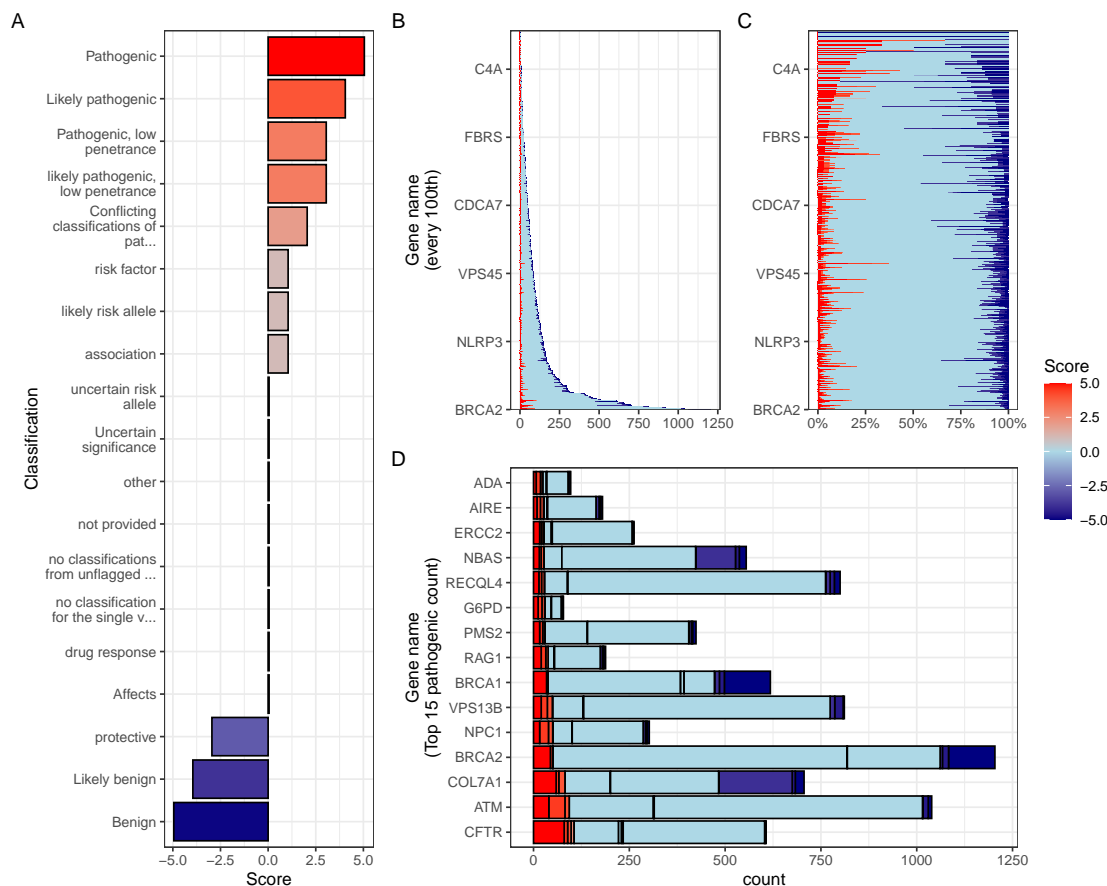 A
Classification
Pathogenic
Likely pathogenic
Pathogenic, low
penetrance
likely pathogenic,
low penetrance
Conflicting
classifications of
pat...
risk factor
likely risk allele
association
uncertain risk
allele
Uncertain
significance
other
not provided
no classifications
from unflagged ...
no classification
for the single v...
drug response
Affects
protective
Likely benign
Benign
−5.0 −2.5 0.0 2.5 5.0
Score
B
Gene name
(every 100th)
C4A
FBRS
CDCA7
VPS45
NLRP3
BRCA2
0 250 500 750 1000 1250
C
C4A
FBRS
CDCA7
VPS45
NLRP3
BRCA2
0% 25% 50% 75% 100%
D
Gene name
(Top 15 pathogenic count)
ADA
AIRE
ERCC2
NBAS
RECQL4
G6PD
PMS2
RAG1
BRCA1
VPS13B
NPC1
BRCA2
COL7A1
ATM
CFTR
0 250 500 750 1000 1250
count
Score
5.0
2.5
0.0
−2.5
−5.0